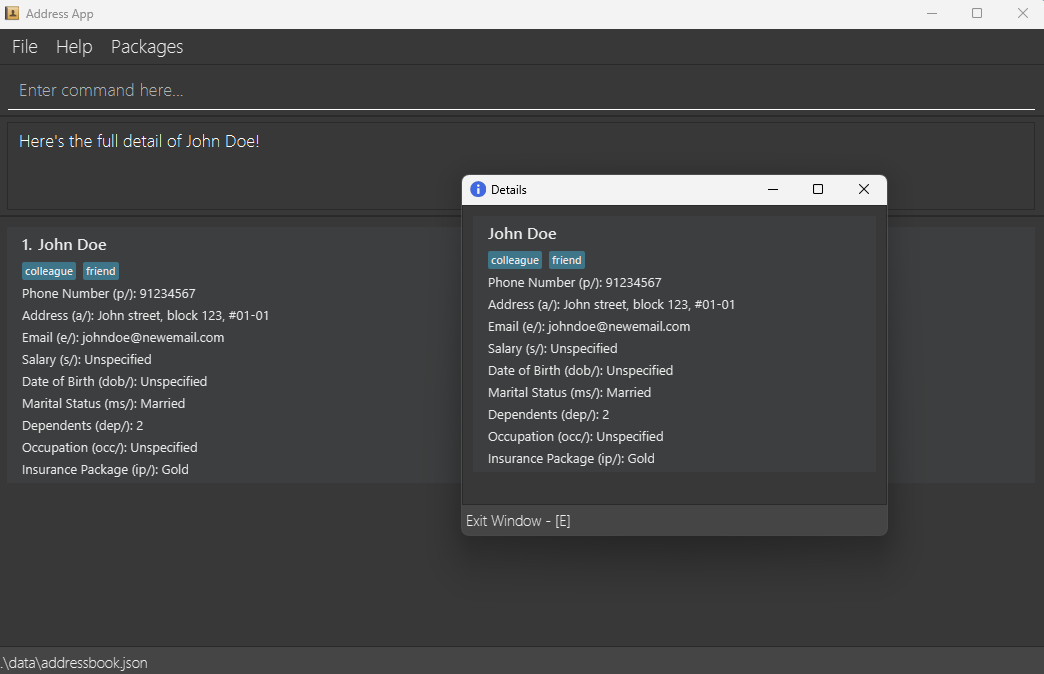 Address App
File Help Packages
Enter command here...
Here's the full detail of John Doe!
1. John Doe
colleague friend
Phone Number (p/): 91234567
Address (a/): John street, block 123, #01-01
Email (e/): johndoe@newemail.com
Salary (s/): Unspecified
Date of Birth (dob/): Unspecified
Marital Status (ms/): Married
Dependents (dep/): 2
Occupation (occ/): Unspecified
Insurance Package (ip/): Gold
Details
John Doe
colleague friend
Phone Number (p/): 91234567
Address (a/): John street, block 123, #01-01
Email (e/): johndoe@newemail.com
Salary (s/): Unspecified
Date of Birth (dob/): Unspecified
Marital Status (ms/): Married
Dependents (dep/): 2
Occupation (occ/): Unspecified
Insurance Package (ip/): Gold
Exit Window - [E]
.\data\addressbook.json